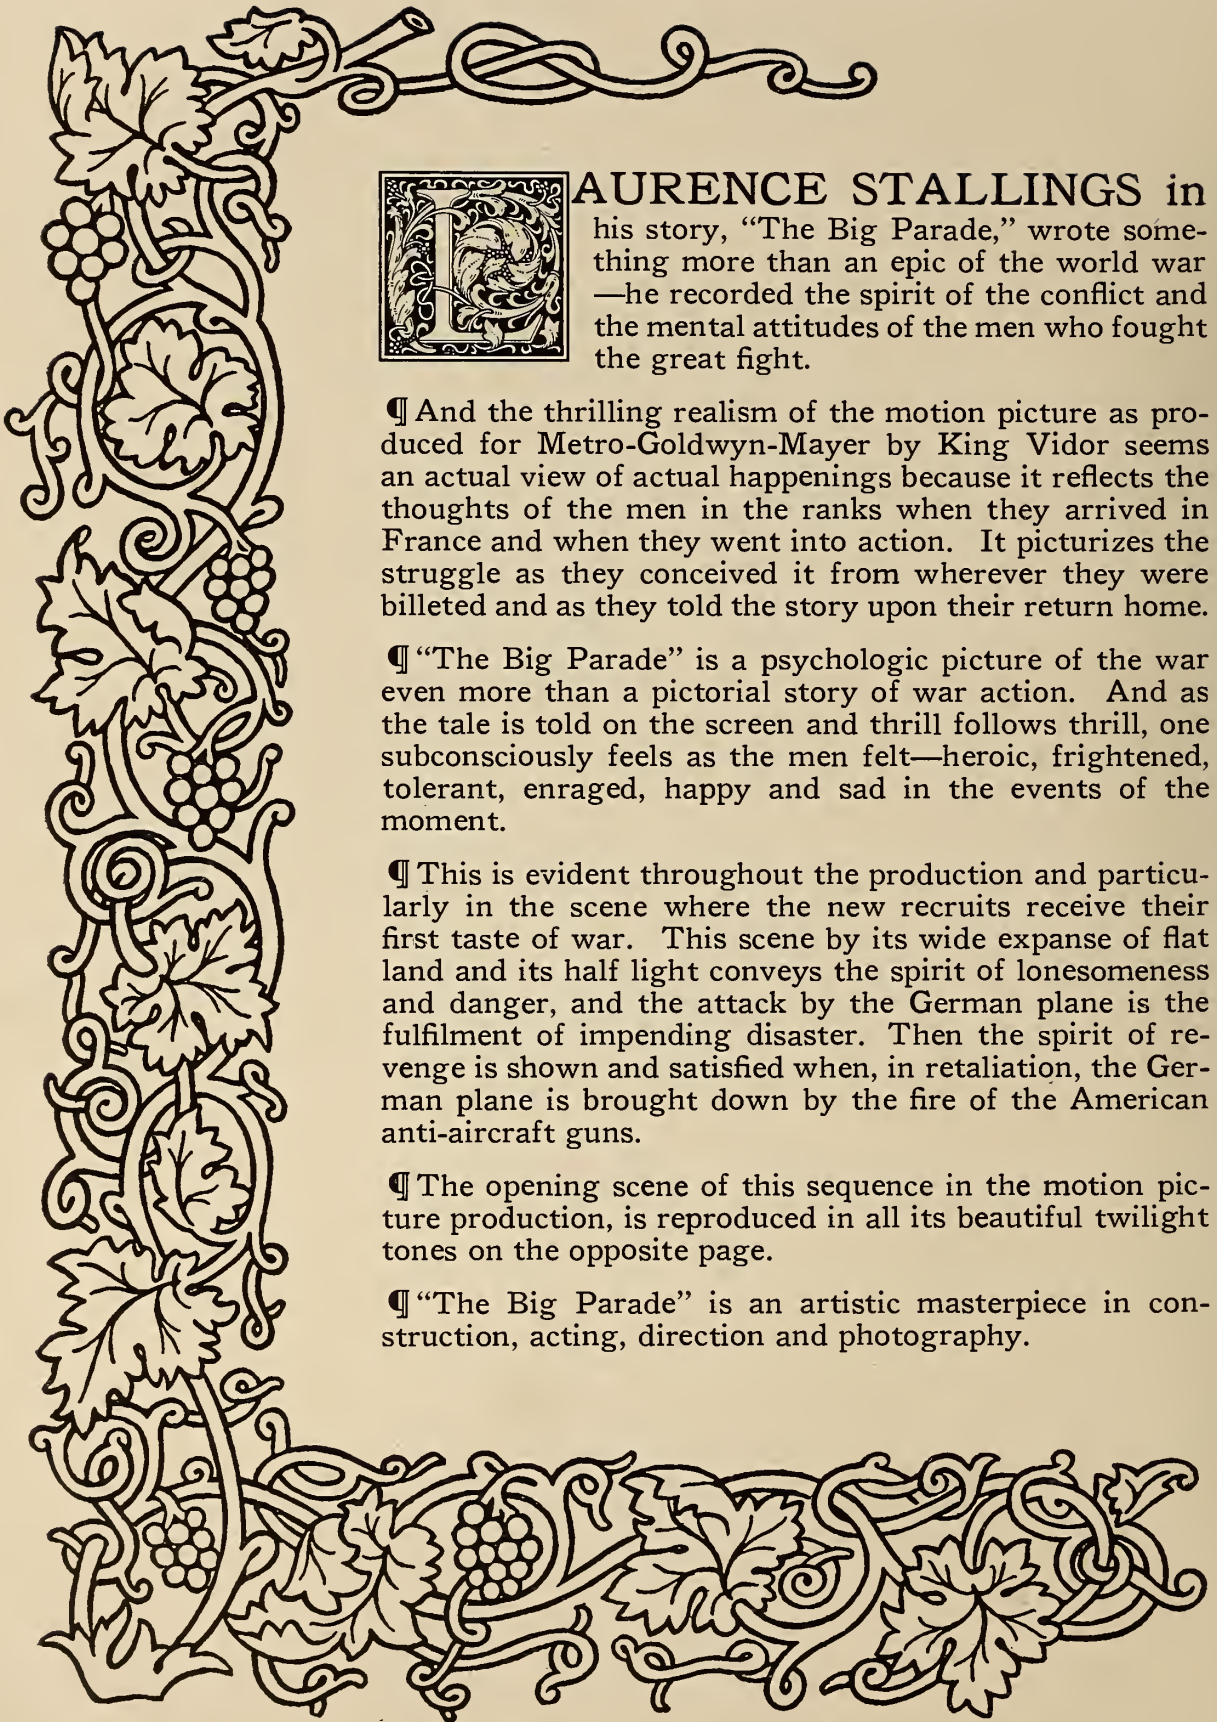 LAURENCE STALLINGS in
his story, “The Big Parade,” wrote some-
thing more than an epic of the world war
—he recorded the spirit of the conflict and
the mental attitudes of the men who fought
the great fight.
¶ And the thrilling realism of the motion picture as pro-
duced for Metro-Goldwyn-Mayer by King Vidor seems
an actual view of actual happenings because it reflects the
thoughts of the men in the ranks when they arrived in
France and when they went into action. It picturizes the
struggle as they conceived it from wherever they were
billeted and as they told the story upon their return home.
¶ “The Big Parade” is a psychologic picture of the war
even more than a pictorial story of war action. And as
the tale is told on the screen and thrill follows thrill, one
subconsciously feels as the men felt—heroic, frightened,
tolerant, enraged, happy and sad in the events of the
moment.
¶ This is evident throughout the production and particu-
larly in the scene where the new recruits receive their
first taste of war. This scene by its wide expanse of flat
land and its half light conveys the spirit of lonesomeness
and danger, and the attack by the German plane is the
fulfilment of impending disaster. Then the spirit of re-
venge is shown and satisfied when, in retaliation, the Ger-
man plane is brought down by the fire of the American
anti-aircraft guns.
¶ The opening scene of this sequence in the motion pic-
ture production, is reproduced in all its beautiful twilight
tones on the opposite page.
¶ “The Big Parade” is an artistic masterpiece in con-
struction, acting, direction and photography.